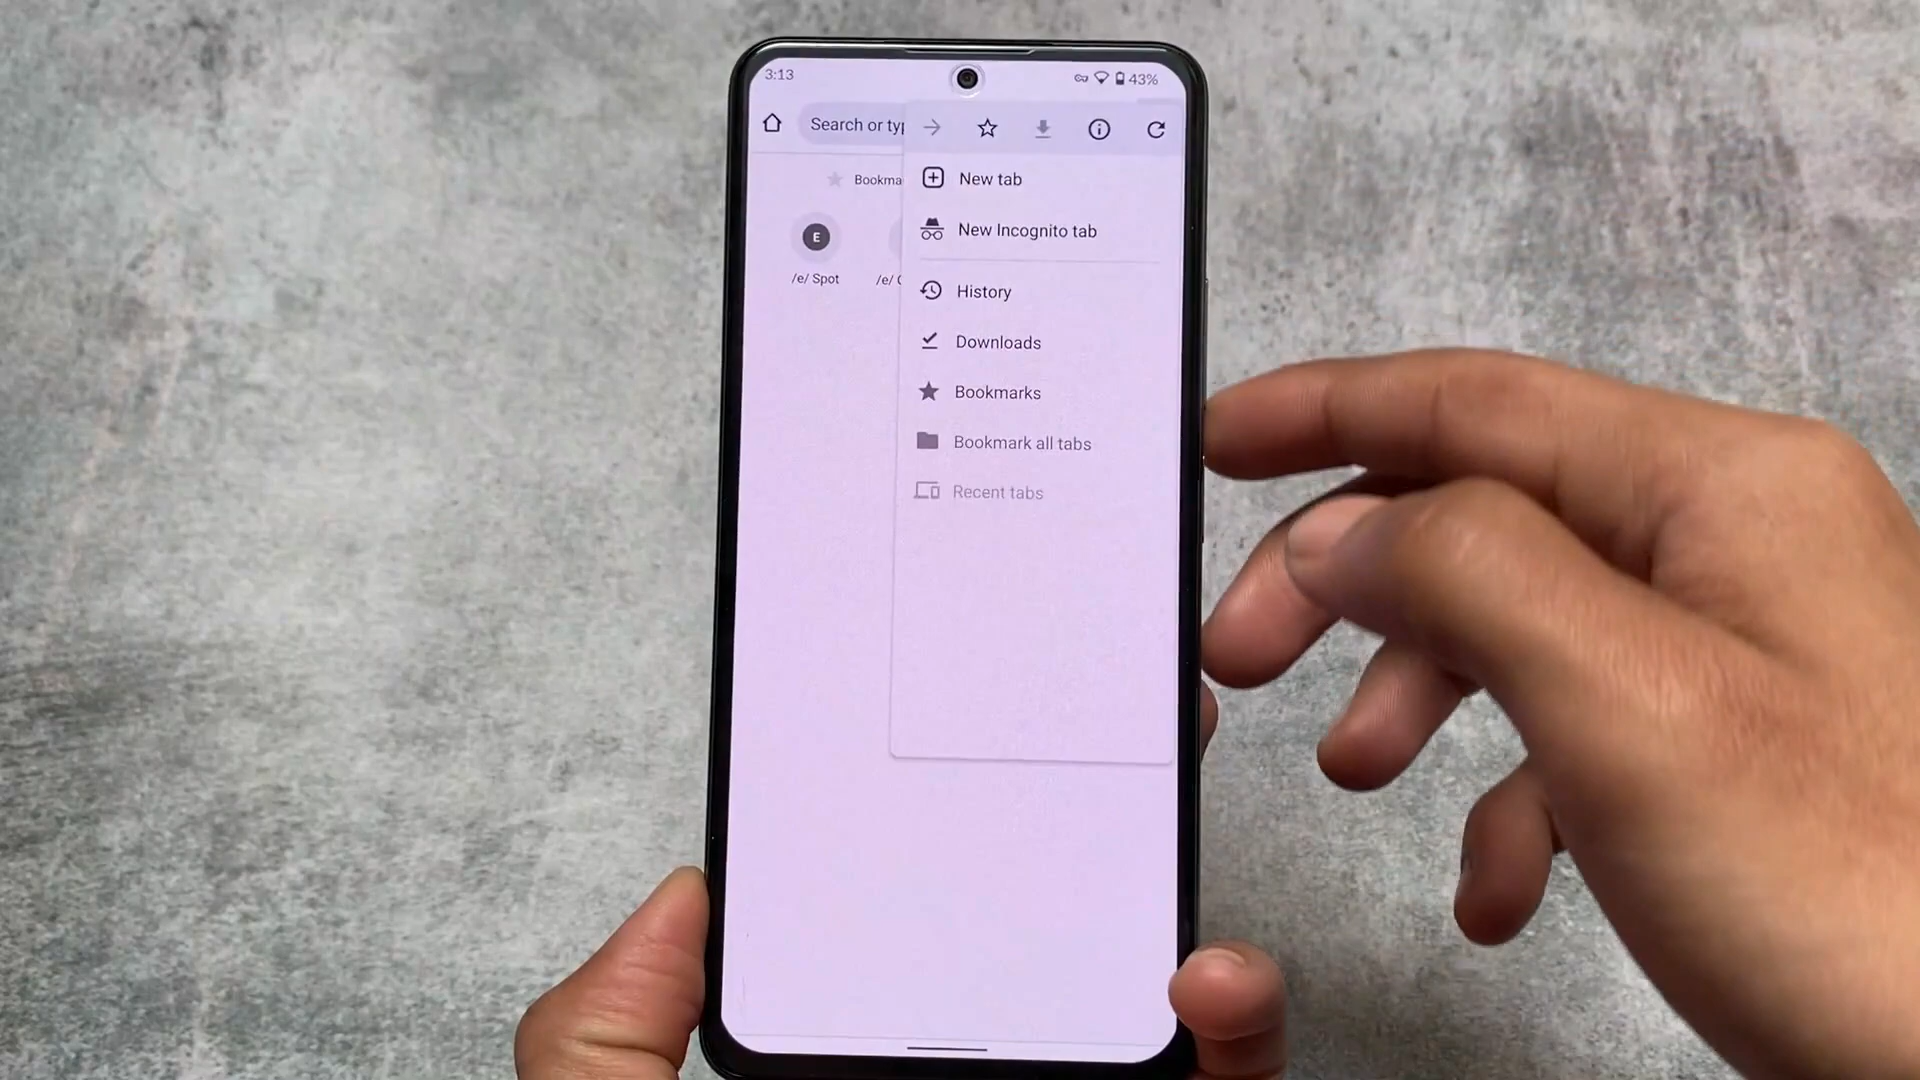 3:13
43%
Search or typ
New tab
Bookma
New Incognito tab
E
/e/ Spot
/e/ C
History
Downloads
Bookmarks
Bookmark all tabs
Recent tabs